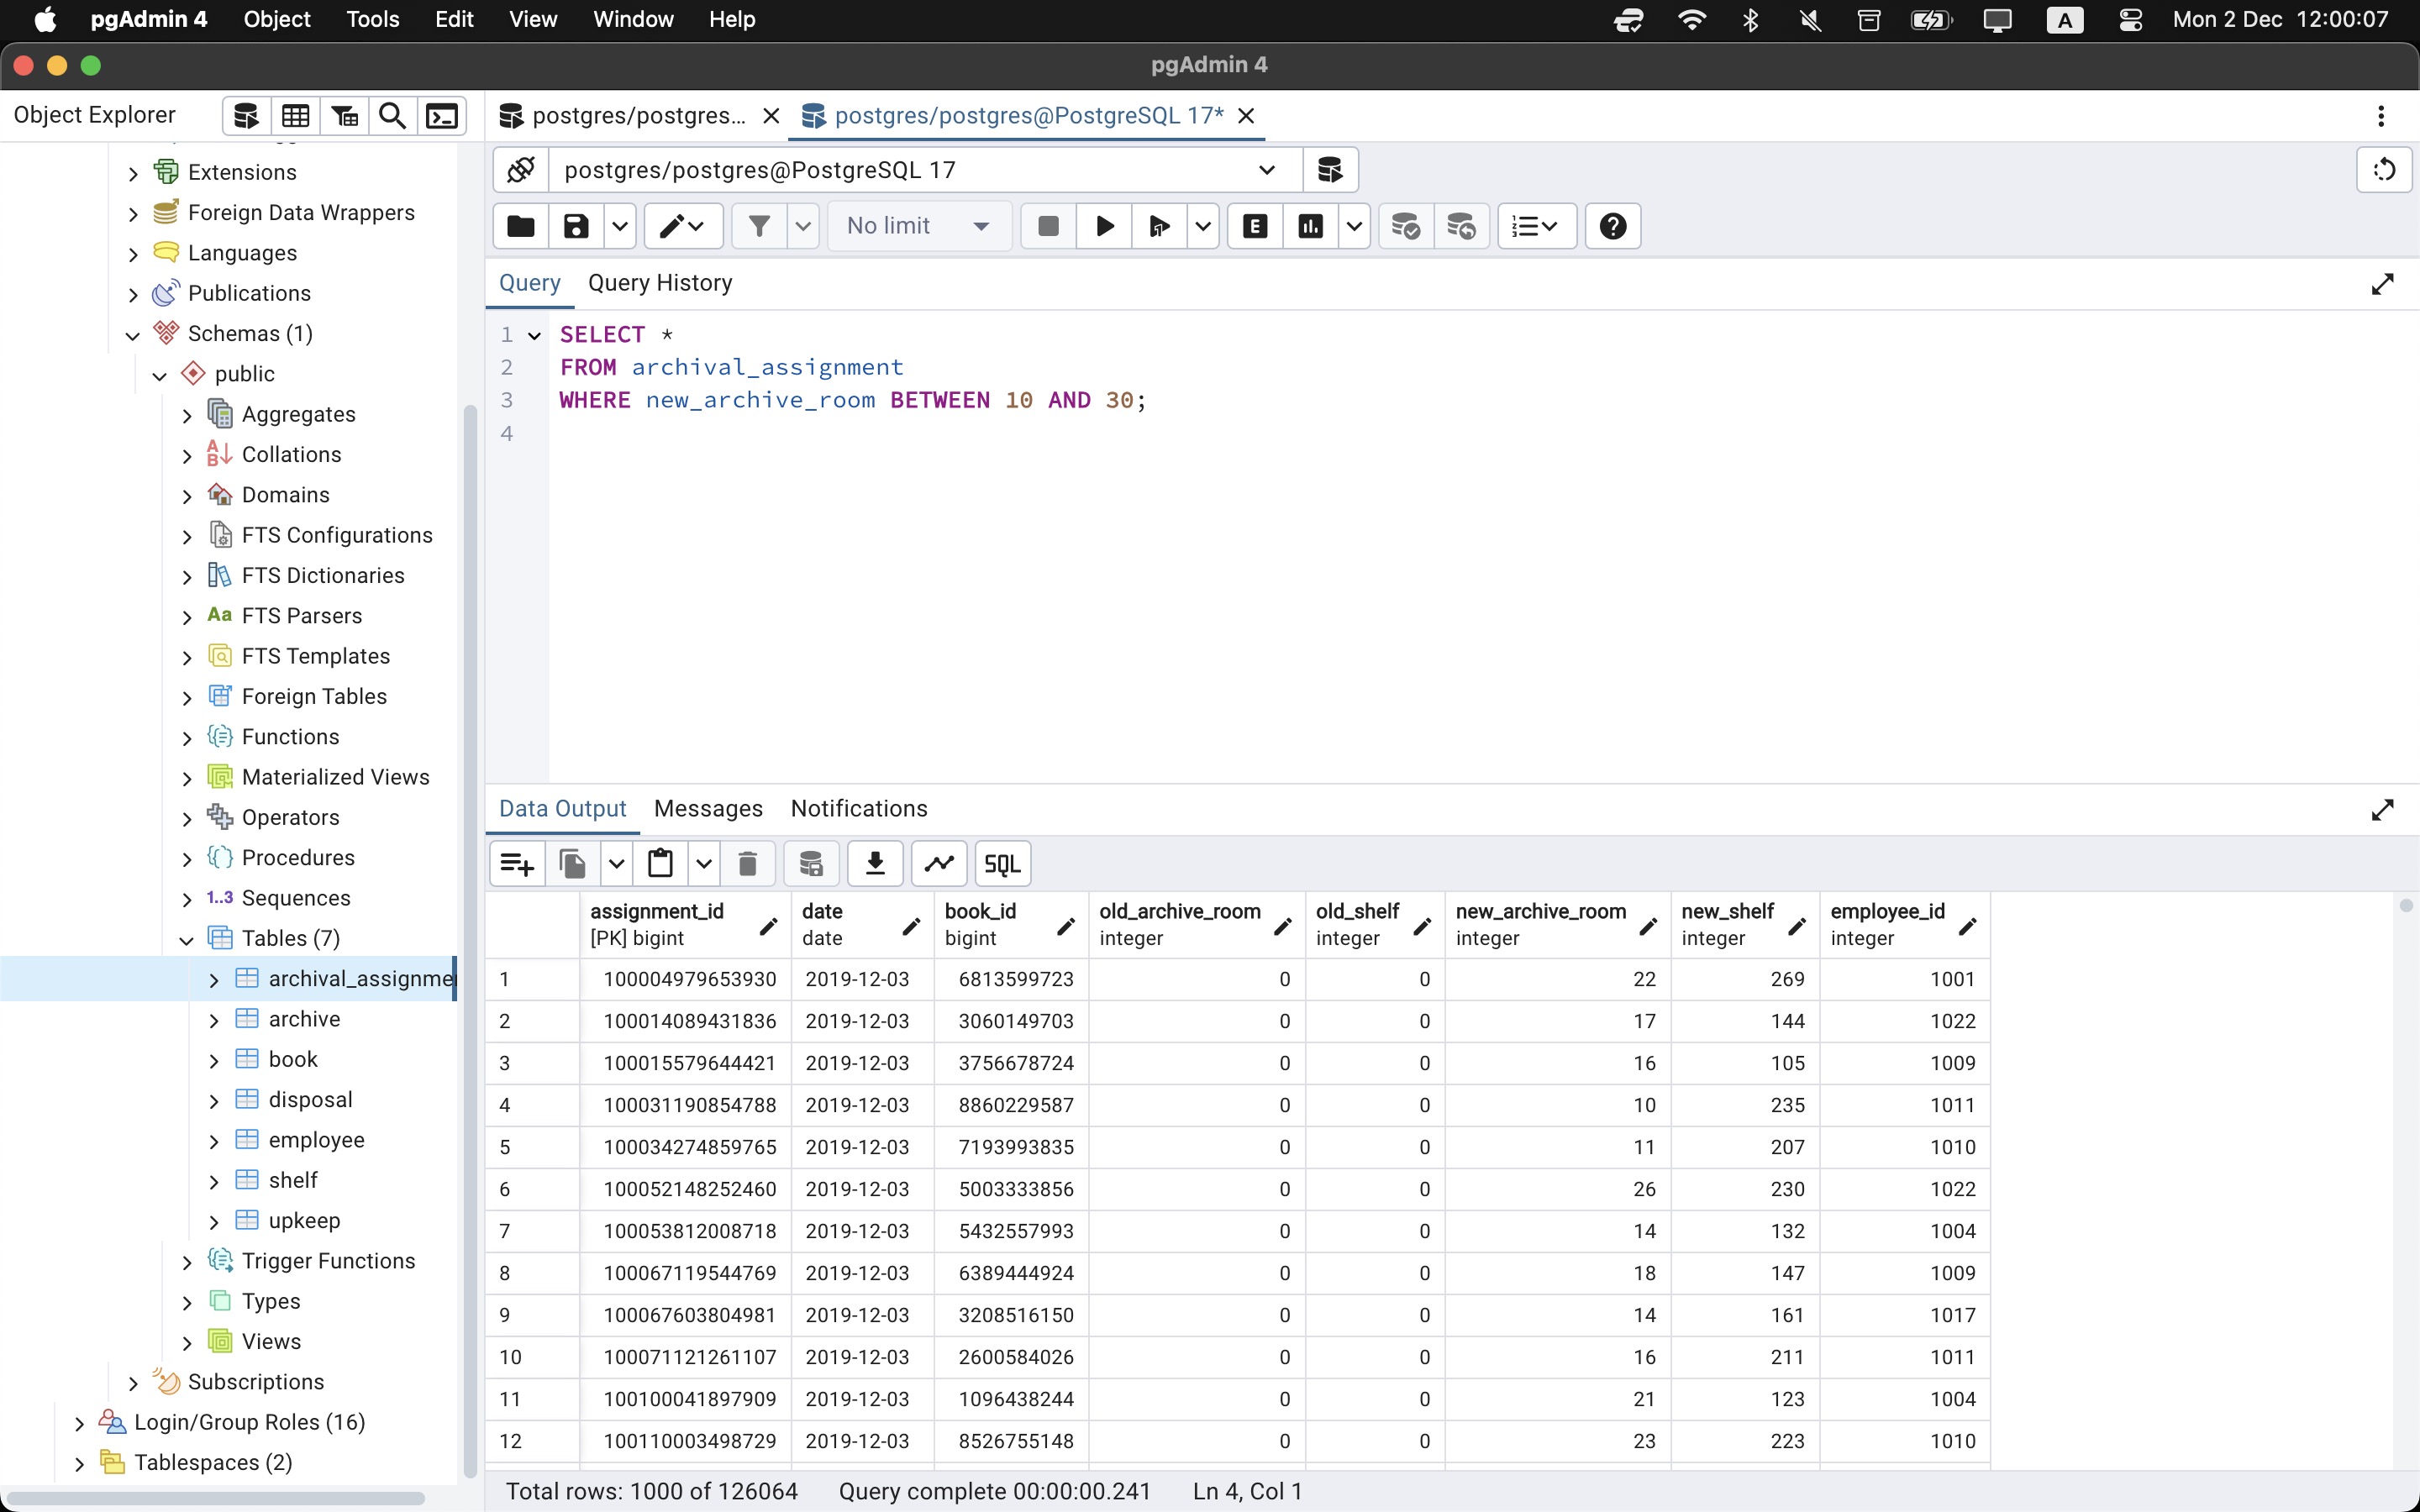 pgAdmin 4 Object Tools Edit View Window Help A Mon 2 Dec 12:00:07
pgAdmin 4
Object Explorer
postgres/postgres... postgres/postgres@PostgreSQL 17*
Extensions
Foreign Data Wrappers
Languages
Publications
Schemas (1)
public
Aggregates
Collations
Domains
FTS Configurations
FTS Dictionaries
Aa FTS Parsers
FTS Templates
Foreign Tables
Functions
Materialized Views
Operators
Procedures
1..3 Sequences
Tables (7)
archival_assignme
archive
book
disposal
employee
shelf
upkeep
Trigger Functions
Types
Views
Subscriptions
Login/Group Roles (16)
Tablespaces (2)
postgres/postgres@PostgreSQL 17
No limit E
Query Query History
1 SELECT *
2 FROM archival_assignment
3 WHERE new_archive_room BETWEEN 10 AND 30;
4
Data Output Messages Notifications
SQL
assignment_id date book_id old_archive_room old_shelf new_archive_room new_shelf employee_id
[PK] bigint date bigint integer integer integer integer integer
1 100004979653930 2019-12-03 6813599723 0 0 22 269 1001
2 100014089431836 2019-12-03 3060149703 0 0 17 144 1022
3 100015579644421 2019-12-03 3756678724 0 0 16 105 1009
4 100031190854788 2019-12-03 8860229587 0 0 10 235 1011
5 100034274859765 2019-12-03 7193993835 0 0 11 207 1010
6 100052148252460 2019-12-03 5003333856 0 0 26 230 1022
7 100053812008718 2019-12-03 5432557993 0 0 14 132 1004
8 100067119544769 2019-12-03 6389444924 0 0 18 147 1009
9 100067603804981 2019-12-03 3208516150 0 0 14 161 1017
10 100071121261107 2019-12-03 2600584026 0 0 16 211 1011
11 100100041897909 2019-12-03 1096438244 0 0 21 123 1004
12 100110003498729 2019-12-03 8526755148 0 0 23 223 1010
Total rows: 1000 of 126064 Query complete 00:00:00.241 Ln 4, Col 1